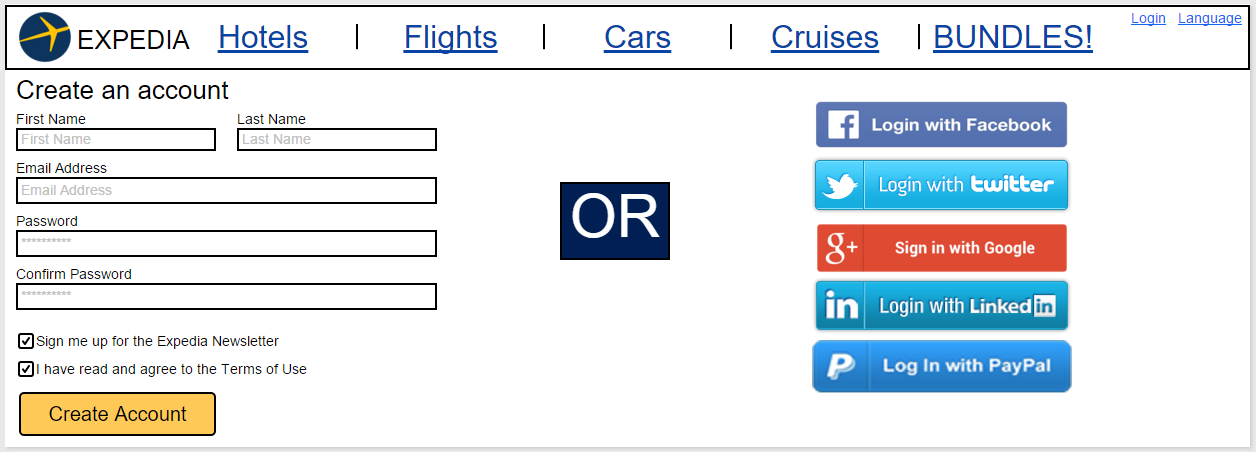 EXPEDIA Hotels | Flights | Cars | Cruises | BUNDLES! Login Language
Create an account
First Name Last Name
First Name Last Name
Email Address
Email Address
Password
**********
Confirm Password
**********
Sign me up for the Expedia Newsletter
I have read and agree to the Terms of Use
Create Account
OR
Login with Facebook
Login with twitter
Sign in with Google
Login with Linked in
Log In with PayPal